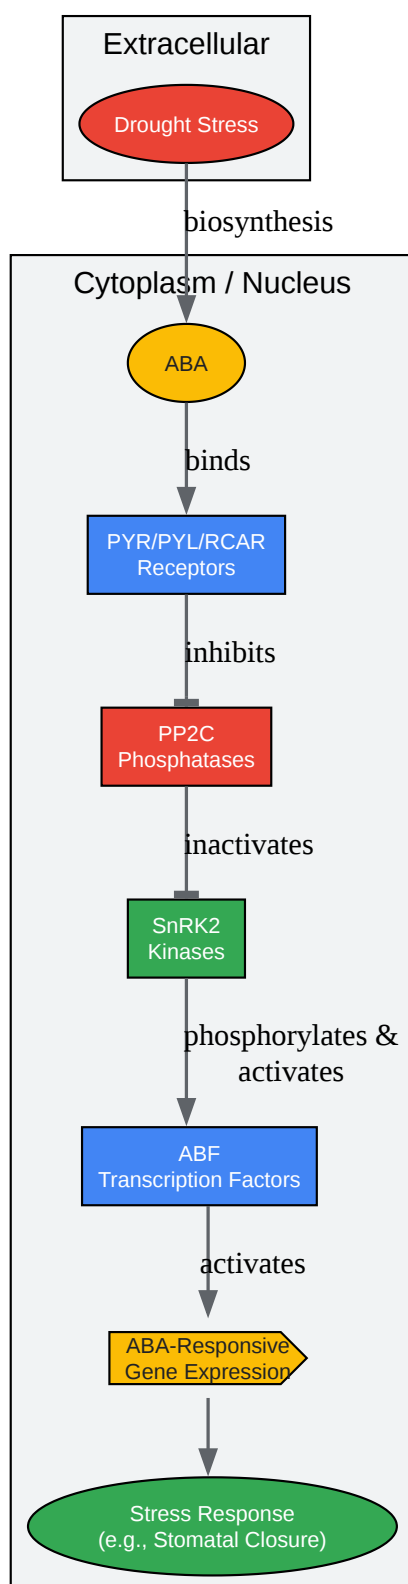 Extracellular
Drought Stress
biosynthesis
Cytoplasm / Nucleus
ABA
binds
PYR/PYL/RCAR
Receptors
inhibits
PP2C
Phosphatases
inactivates
SnRK2
Kinases
phosphorylates &
activates
ABF
Transcription Factors
activates
ABA-Responsive
Gene Expression
Stress Response
(e.g., Stomatal Closure)